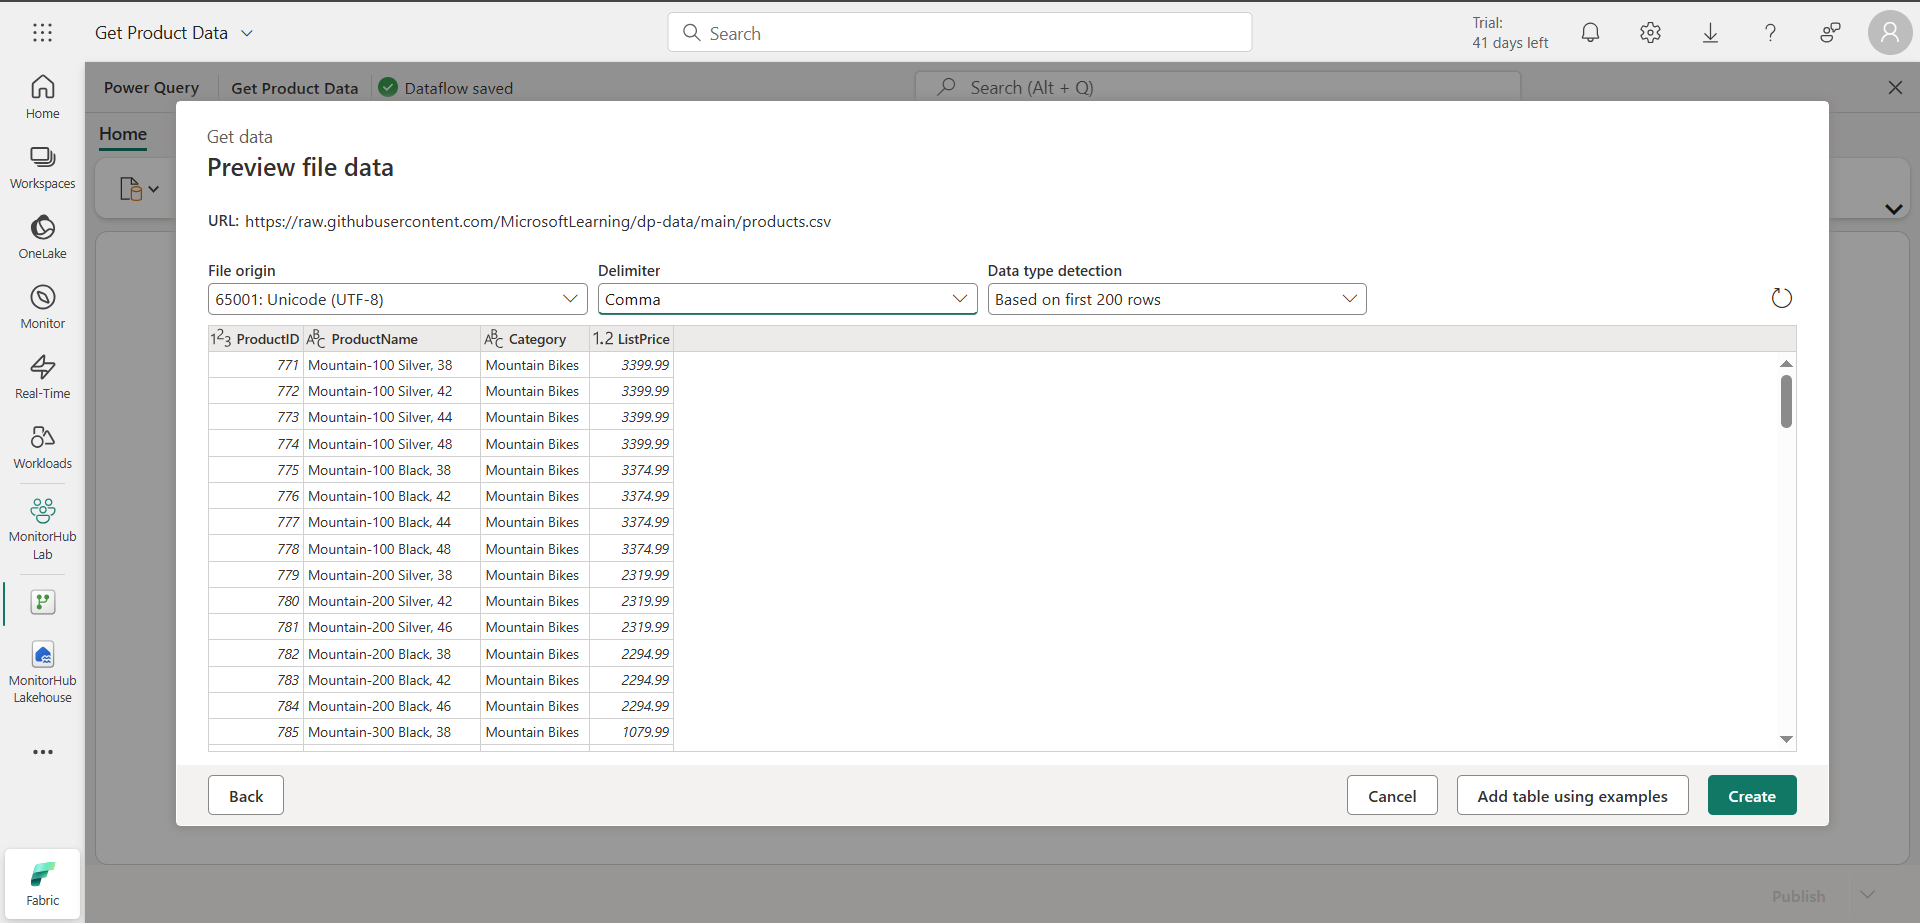 Get Product Data
Search
Trial:
41 days left
Home
Workspaces
OneLake
Monitor
Real-Time
Workloads
MonitorHub
Lab
MonitorHub
Lakehouse
Fabric
Power Query
Get Product Data
Dataflow saved
Search (Alt + Q)
Home
Get data
Preview file data
URL: https://raw.githubusercontent.com/MicrosoftLearning/dp-data/main/products.csv
File origin Delimiter Data type detection
65001: Unicode (UTF-8) Comma Based on first 200 rows
123 ProductID ABC ProductName ABC Category 1.2 ListPrice
771 Mountain-100 Silver, 38 Mountain Bikes 3399.99
772 Mountain-100 Silver, 42 Mountain Bikes 3399.99
773 Mountain-100 Silver, 44 Mountain Bikes 3399.99
774 Mountain-100 Silver, 48 Mountain Bikes 3399.99
775 Mountain-100 Black, 38 Mountain Bikes 3374.99
776 Mountain-100 Black, 42 Mountain Bikes 3374.99
777 Mountain-100 Black, 44 Mountain Bikes 3374.99
778 Mountain-100 Black, 48 Mountain Bikes 3374.99
779 Mountain-200 Silver, 38 Mountain Bikes 2319.99
780 Mountain-200 Silver, 42 Mountain Bikes 2319.99
781 Mountain-200 Silver, 46 Mountain Bikes 2319.99
782 Mountain-200 Black, 38 Mountain Bikes 2294.99
783 Mountain-200 Black, 42 Mountain Bikes 2294.99
784 Mountain-200 Black, 46 Mountain Bikes 2294.99
785 Mountain-300 Black, 38 Mountain Bikes 1079.99
Back Cancel Add table using examples Create
Publish